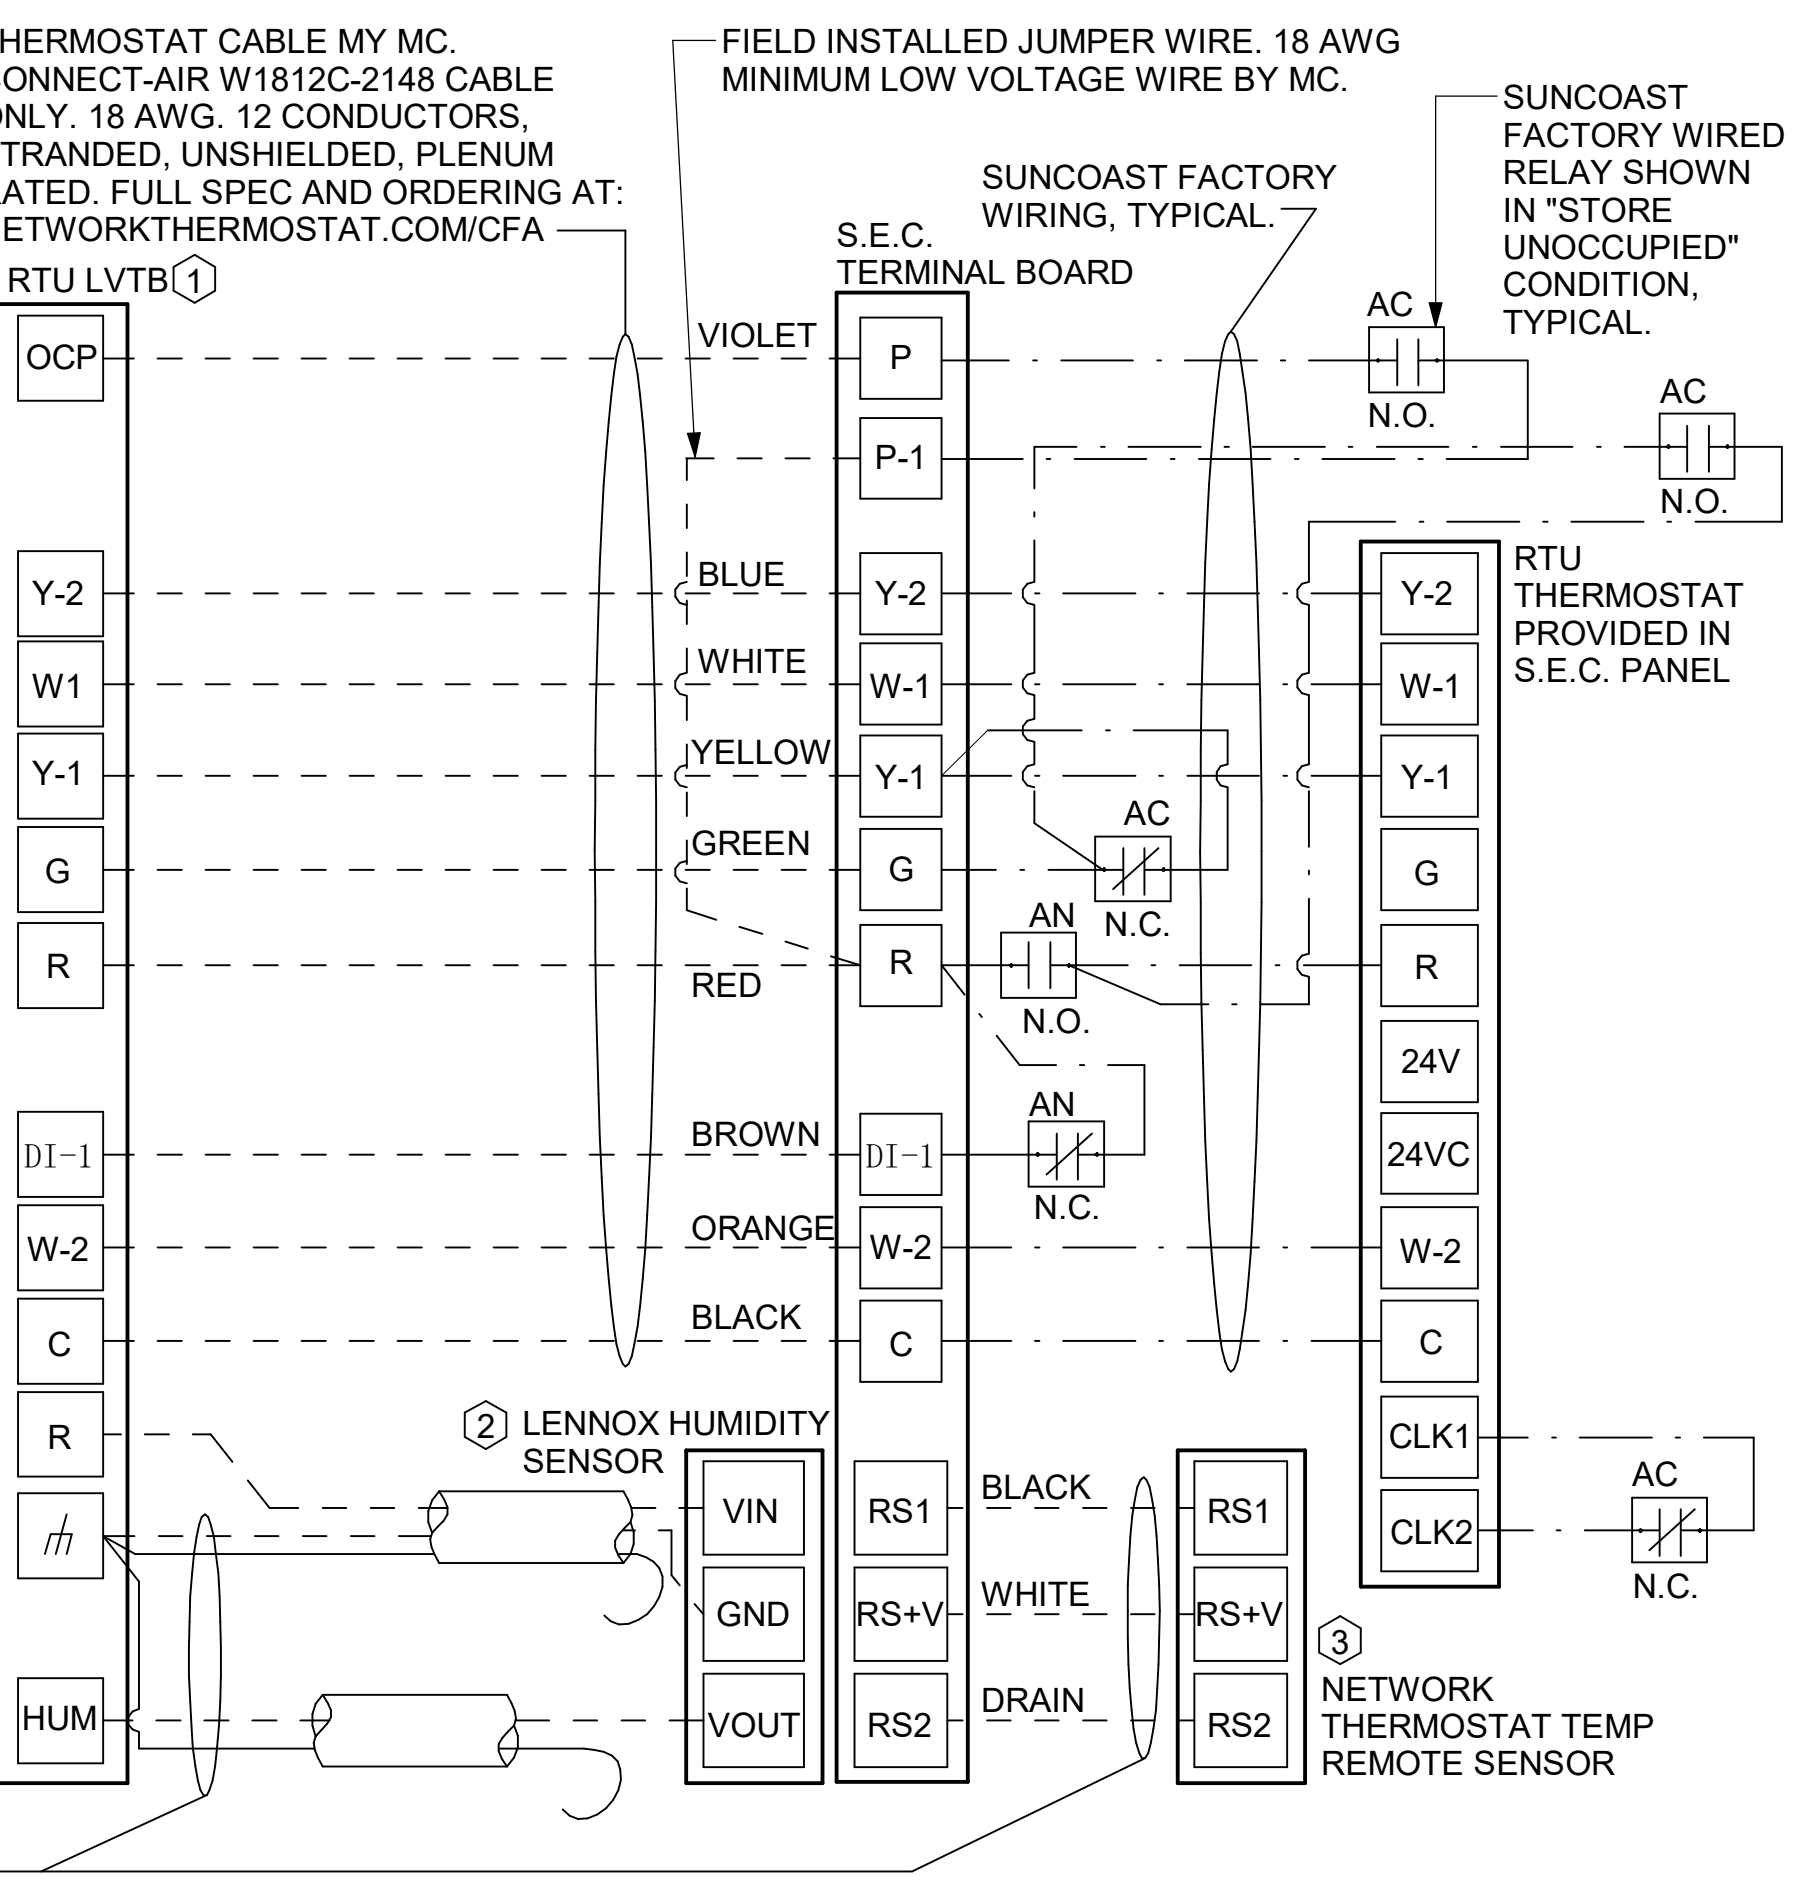 HERMOSTAT CABLE MY MC.
ONNECT-AIR W1812C-2148 CABLE
ONLY. 18 AWG. 12 CONDUCTORS,
TRANDED, UNSHIELDED, PLENUM
ATED. FULL SPEC AND ORDERING AT:
ETWORKTHERMOSTAT.COM/CFA
FIELD INSTALLED JUMPER WIRE. 18 AWG
MINIMUM LOW VOLTAGE WIRE BY MC.
SUNCOAST FACTORY
WIRING, TYPICAL.
SUNCOAST
FACTORY WIRED
RELAY SHOWN
IN "STORE
UNOCCUPIED"
CONDITION,
TYPICAL.
RTU LVTB 1
OCP
Y-2
W1
Y-1
G
R
DI-1
W-2
C
R
HUM
VIOLET
BLUE
WHITE
YELLOW
GREEN
RED
BROWN
ORANGE
BLACK
S.E.C.
TERMINAL BOARD
P
P-1
Y-2
W-1
Y-1
G
R
DI-1
W-2
C
RS1
RS+V
RS2
AC
N.O.
AC
N.O.
AC
N.C.
AN
N.O.
AN
N.C.
RTU
THERMOSTAT
PROVIDED IN
S.E.C. PANEL
Y-2
W-1
Y-1
G
R
24V
24VC
W-2
C
CLK1
CLK2
AC
N.C.
2 LENNOX HUMIDITY
SENSOR
VIN
GND
VOUT
BLACK
WHITE
DRAIN
RS1
RS+V
RS2
3
NETWORK
THERMOSTAT TEMP
REMOTE SENSOR